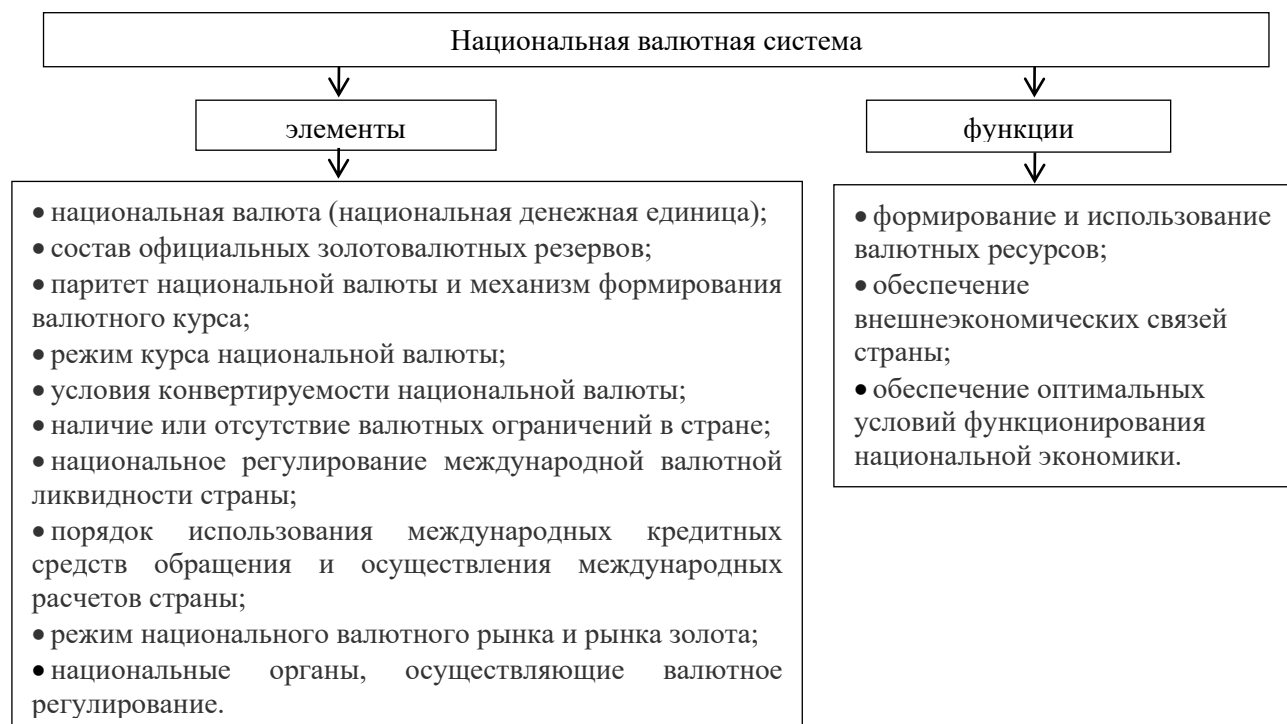 Национальная валютная система
элементы
функции
• национальная валюта (национальная денежная единица);
• состав официальных золотовалютных резервов;
• паритет национальной валюты и механизм формирования
валютного курса;
• режим курса национальной валюты;
• условия конвертируемости национальной валюты;
• наличие или отсутствие валютных ограничений в стране;
• национальное регулирование международной валютной
ликвидности страны;
• порядок использования международных кредитных
средств обращения и осуществления международных
расчетов страны;
• режим национального валютного рынка и рынка золота;
• национальные органы, осуществляющие валютное
регулирование.
• формирование и использование
валютных ресурсов;
• обеспечение
внешнеэкономических связей
страны;
• обеспечение оптимальных
условий функционирования
национальной экономики.